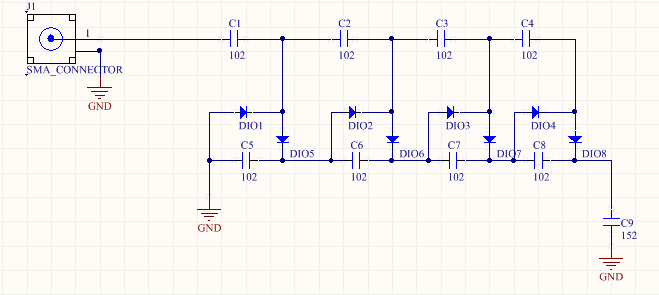 J1
1
SMA_CONNECTOR
GND
C1
102
C2
102
C3
102
C4
102
DIO1
DIO2
DIO3
DIO4
C5
102
DIO5
C6
102
DIO6
C7
102
DIO7
C8
102
DIO8
GND
C9
152
GND